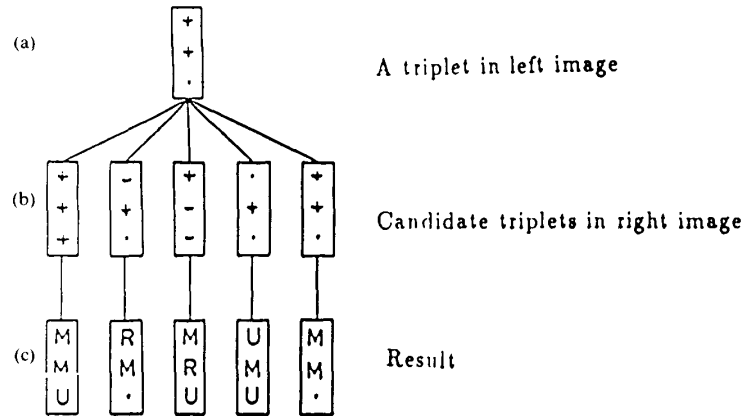 (a)
+
+
.
A triplet in left image
(b)
+ - + . +
+ + - + +
+ . - . .
Candidate triplets in right image
(c)
M R M U M
M M R M M
U . U U .
Result